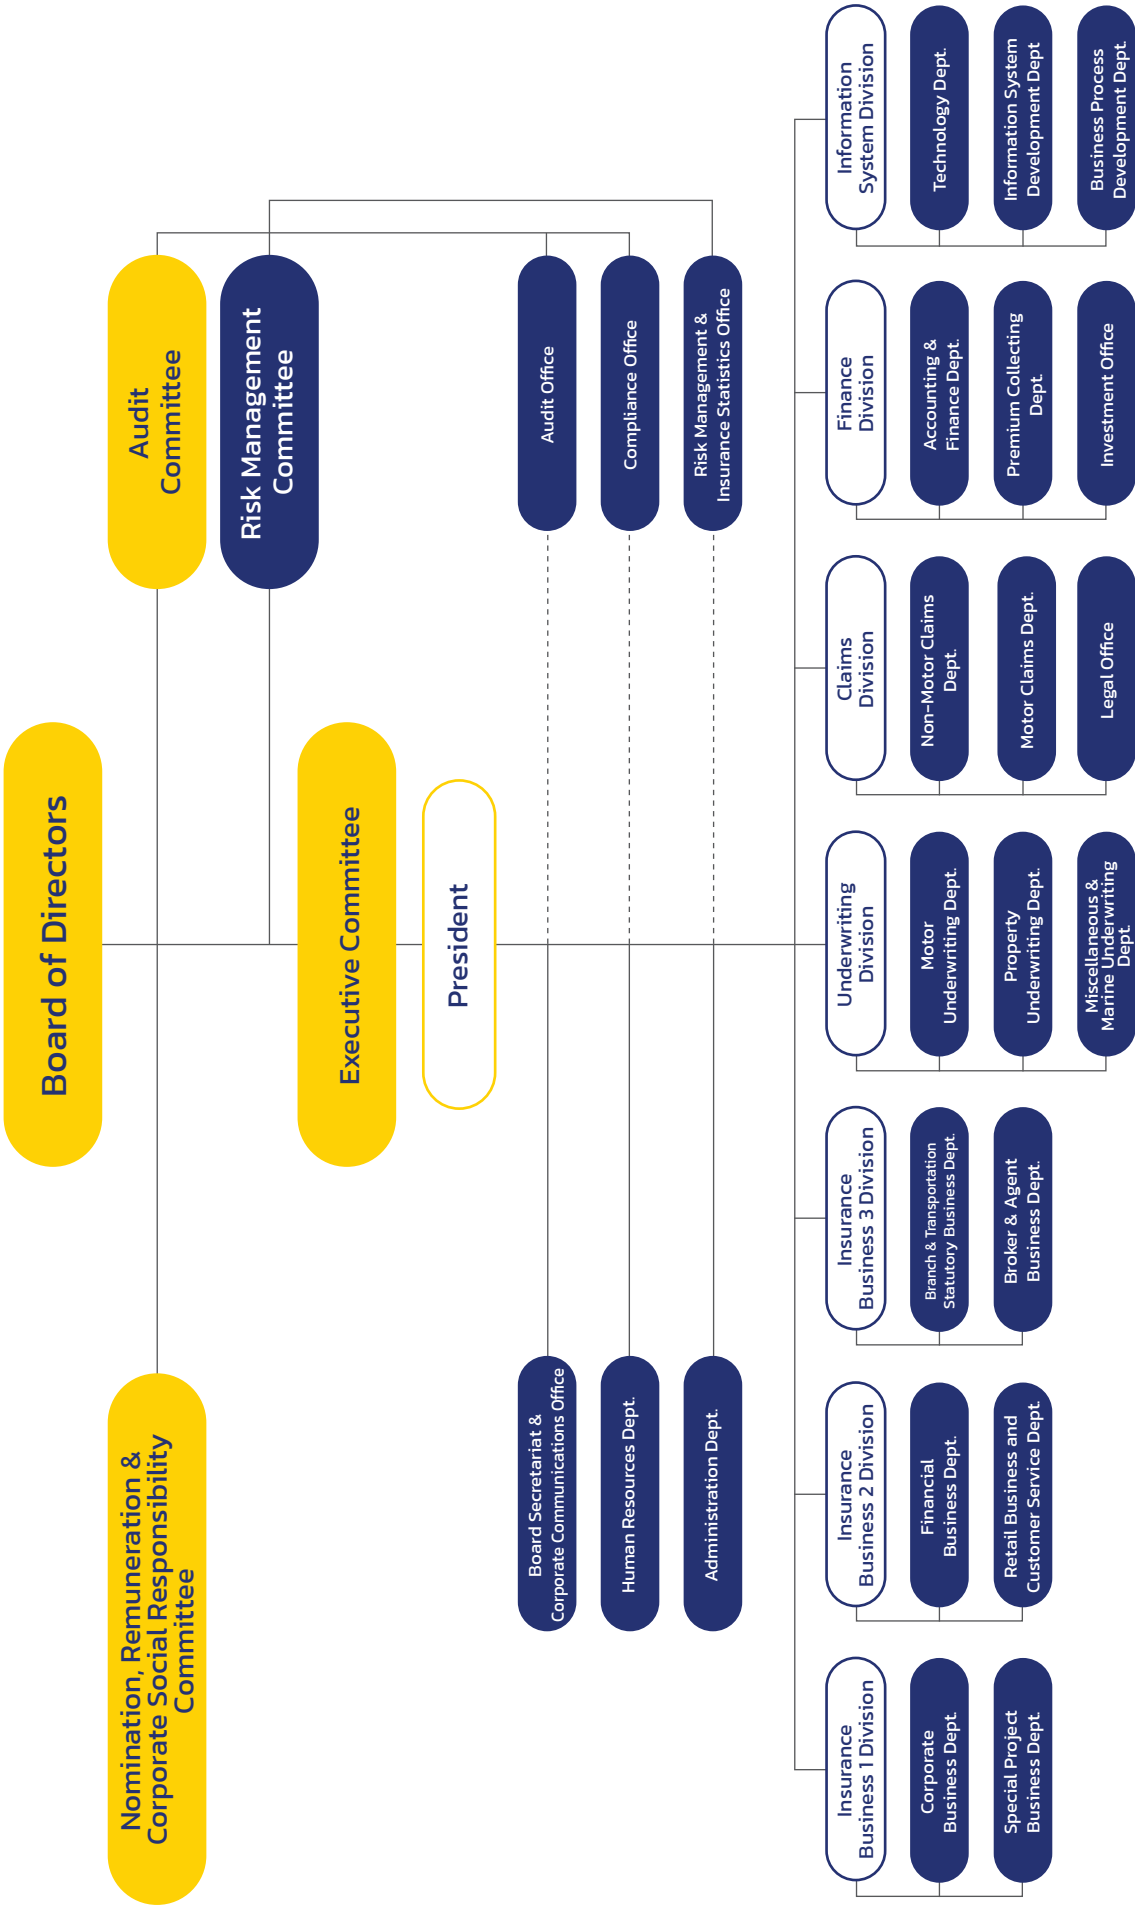 Board of Directors
Nomination, Remuneration &
Corporate Social Responsibility
Committee
Audit
Committee
Risk Management
Committee
Executive Committee
President
Board Secretariat &
Corporate Communications Office
Audit Office
Human Resources Dept.
Compliance Office
Administration Dept.
Risk Management &
Insurance Statistics Office
Insurance
Business 1 Division
Corporate
Business Dept.
Special Project
Business Dept.
Insurance
Business 2 Division
Financial
Business Dept.
Retail Business and
Customer Service Dept.
Insurance
Business 3 Division
Branch & Transportation
Statutory Business Dept.
Broker & Agent
Business Dept.
Underwriting
Division
Motor
Underwriting Dept.
Property
Underwriting Dept.
Miscellaneous &
Marine Underwriting
Dept.
Claims
Division
Non-Motor Claims
Dept.
Motor Claims Dept.
Legal Office
Finance
Division
Accounting &
Finance Dept.
Premium Collecting
Dept.
Investment Office
Information
System Division
Technology Dept.
Information System
Development Dept
Business Process
Development Dept.